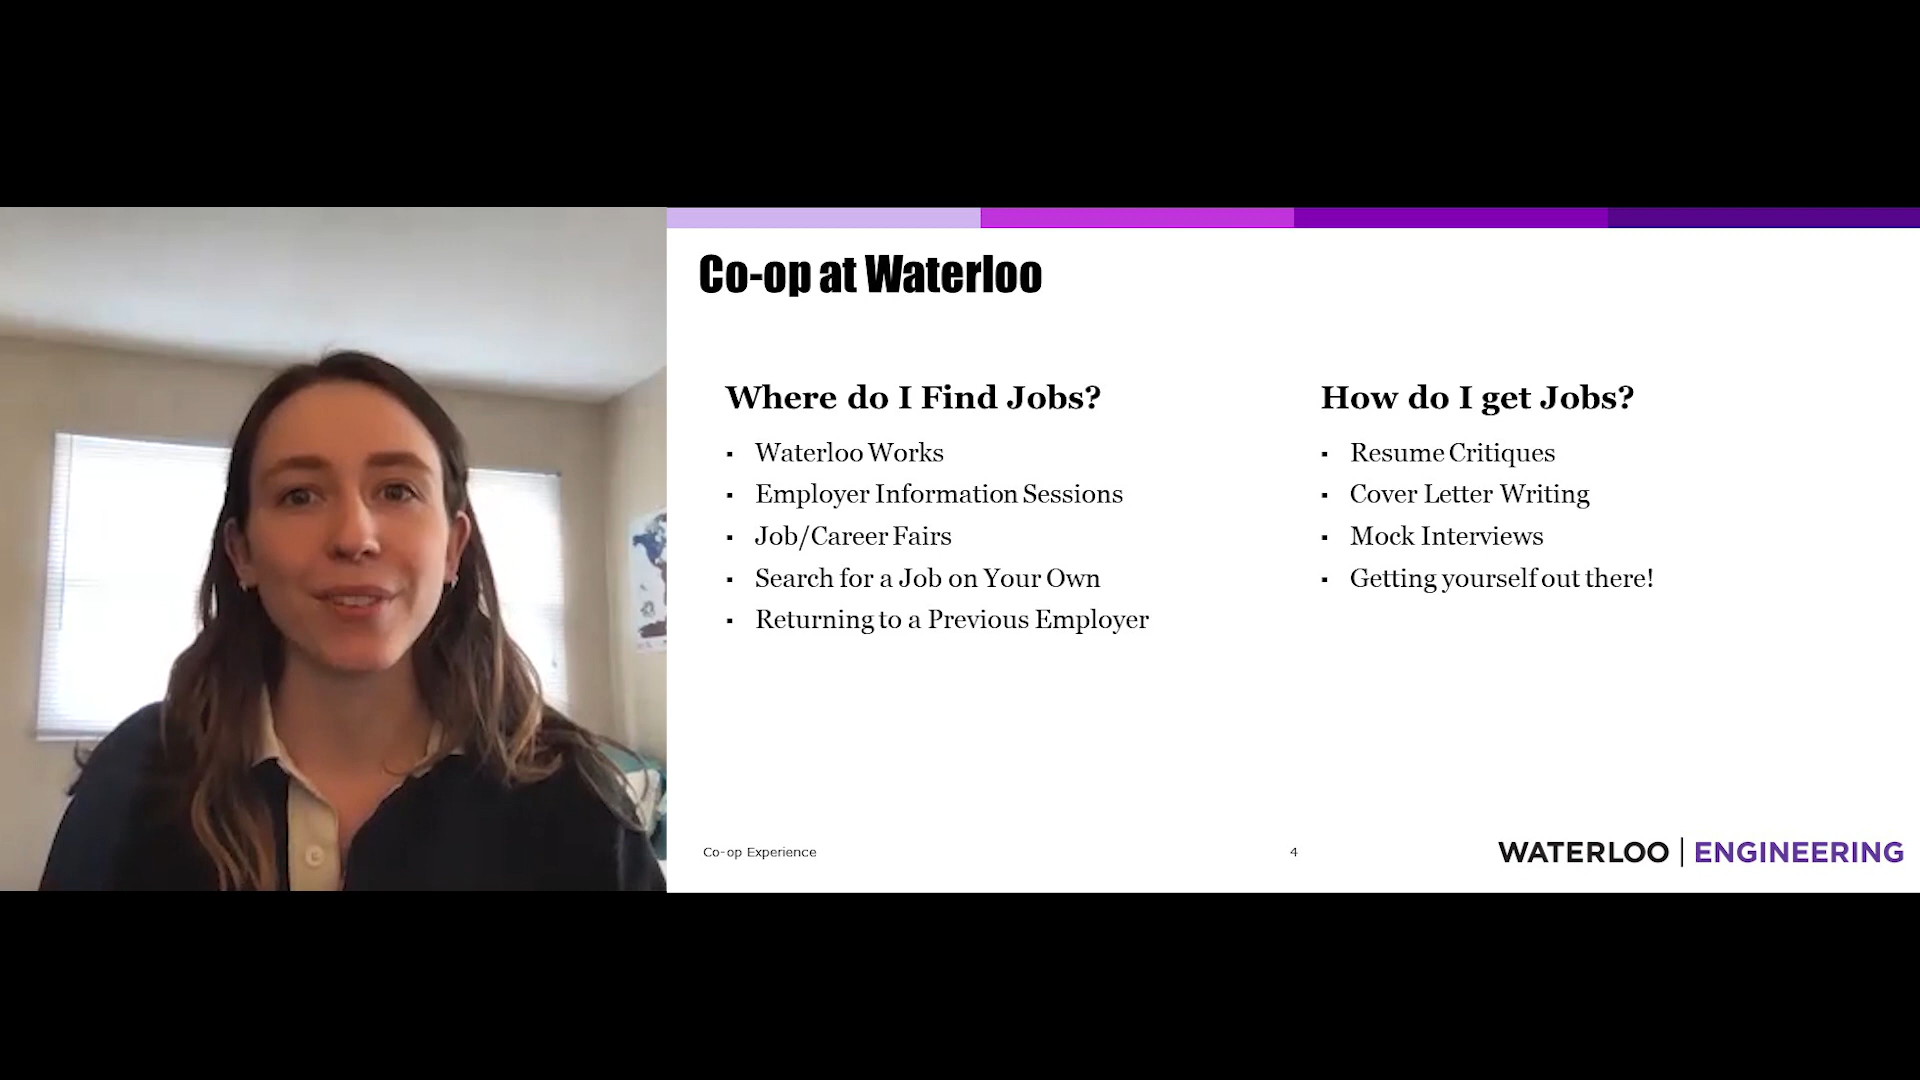 Co-op at Waterloo
Where do I Find Jobs?
▪ Waterloo Works
▪ Employer Information Sessions
▪ Job/Career Fairs
▪ Search for a Job on Your Own
▪ Returning to a Previous Employer
How do I get Jobs?
▪ Resume Critiques
▪ Cover Letter Writing
▪ Mock Interviews
▪ Getting yourself out there!
Co-op Experience
4
WATERLOO | ENGINEERING